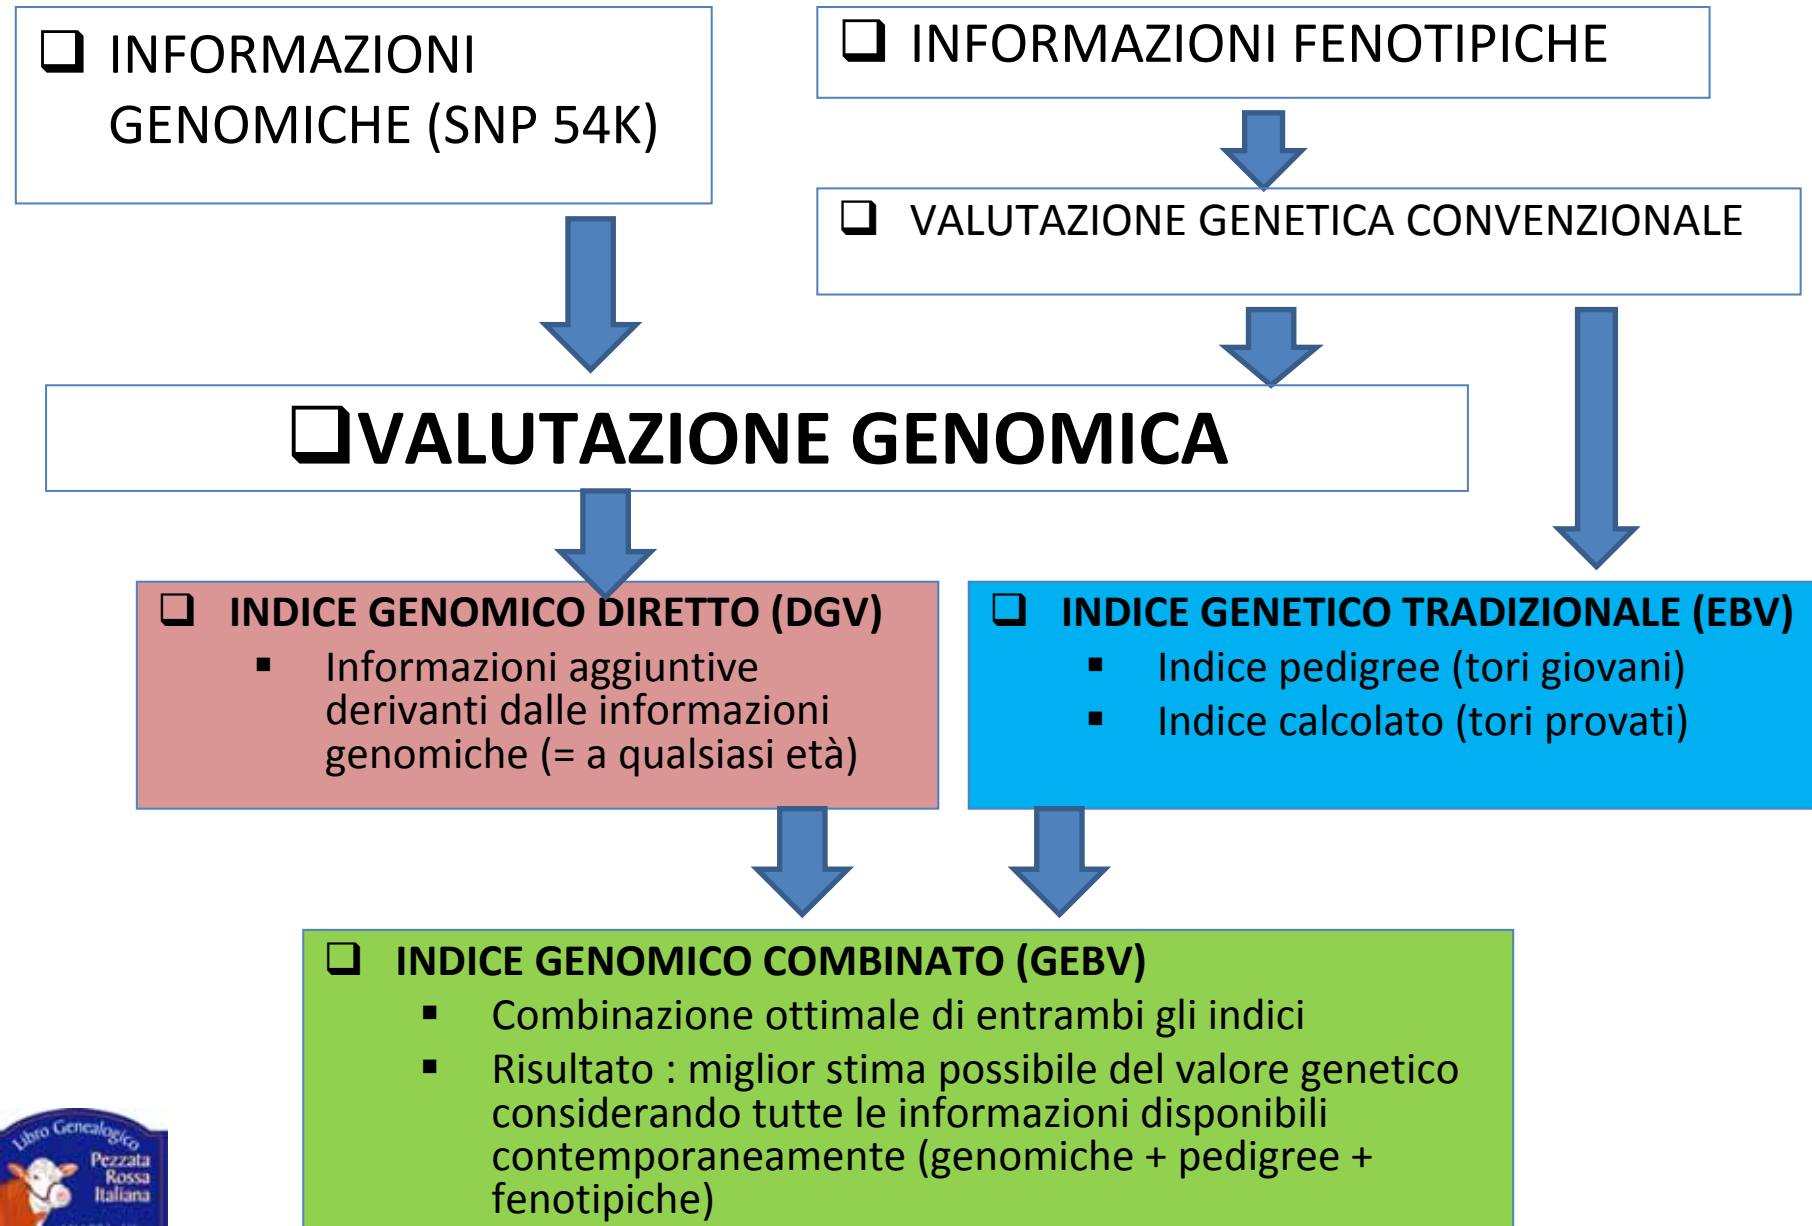 ❑ INFORMAZIONI
GENOMICHE (SNP 54K)
❑ INFORMAZIONI FENOTIPICHE
❑ VALUTAZIONE GENETICA CONVENZIONALE
❑VALUTAZIONE GENOMICA
❑ INDICE GENOMICO DIRETTO (DGV)
▪ Informazioni aggiuntive
derivanti dalle informazioni
genomiche (= a qualsiasi età)
❑ INDICE GENETICO TRADIZIONALE (EBV)
▪ Indice pedigree (tori giovani)
▪ Indice calcolato (tori provati)
❑ INDICE GENOMICO COMBINATO (GEBV)
▪ Combinazione ottimale di entrambi gli indici
▪ Risultato : miglior stima possibile del valore genetico
considerando tutte le informazioni disponibili
contemporaneamente (genomiche + pedigree +
fenotipiche)
Libro Genealogico
Pezzata
Rossa
Italiana